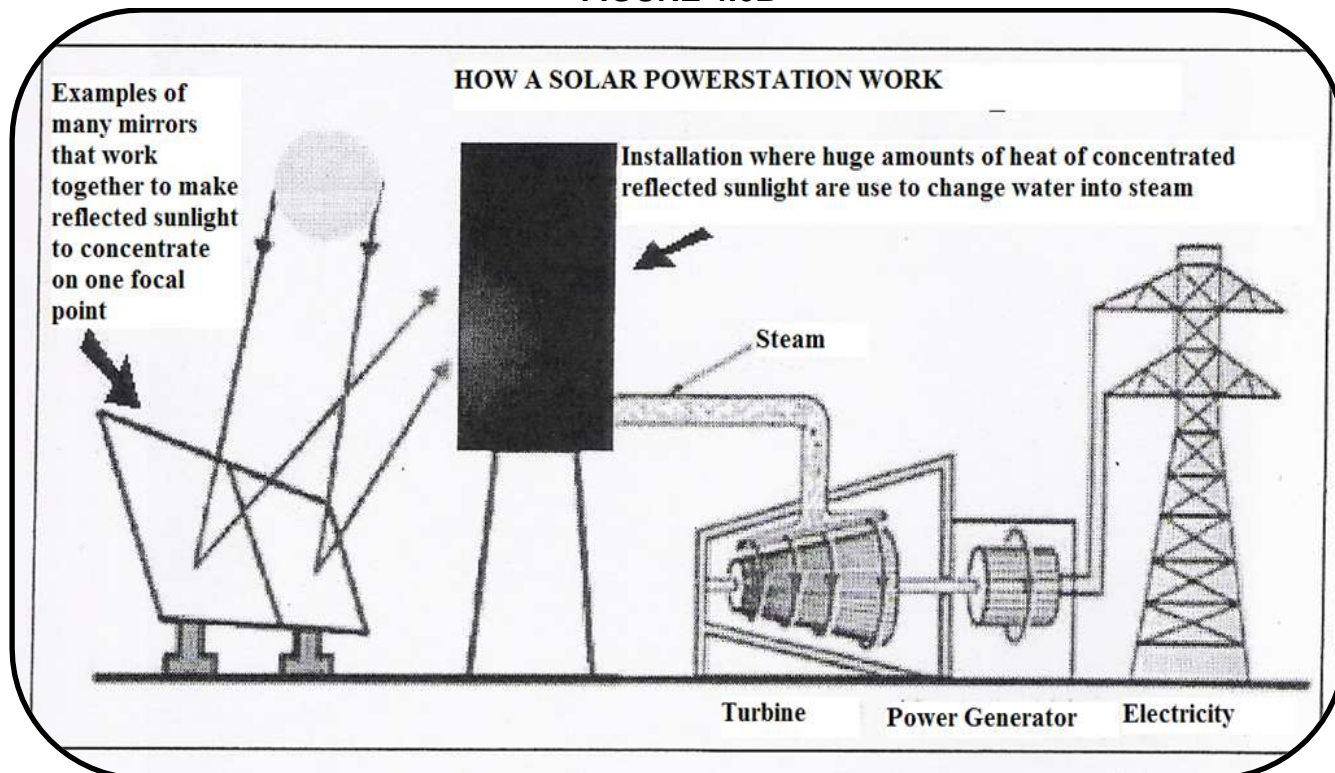 HOW A SOLAR POWERSTATION WORK
Examples of
many mirrors
that work
together to make
reflected sunlight
to concentrate
on one focal
point
Installation where huge amounts of heat of concentrated
reflected sunlight are use to change water into steam
Steam
Turbine
Power Generator
Electricity